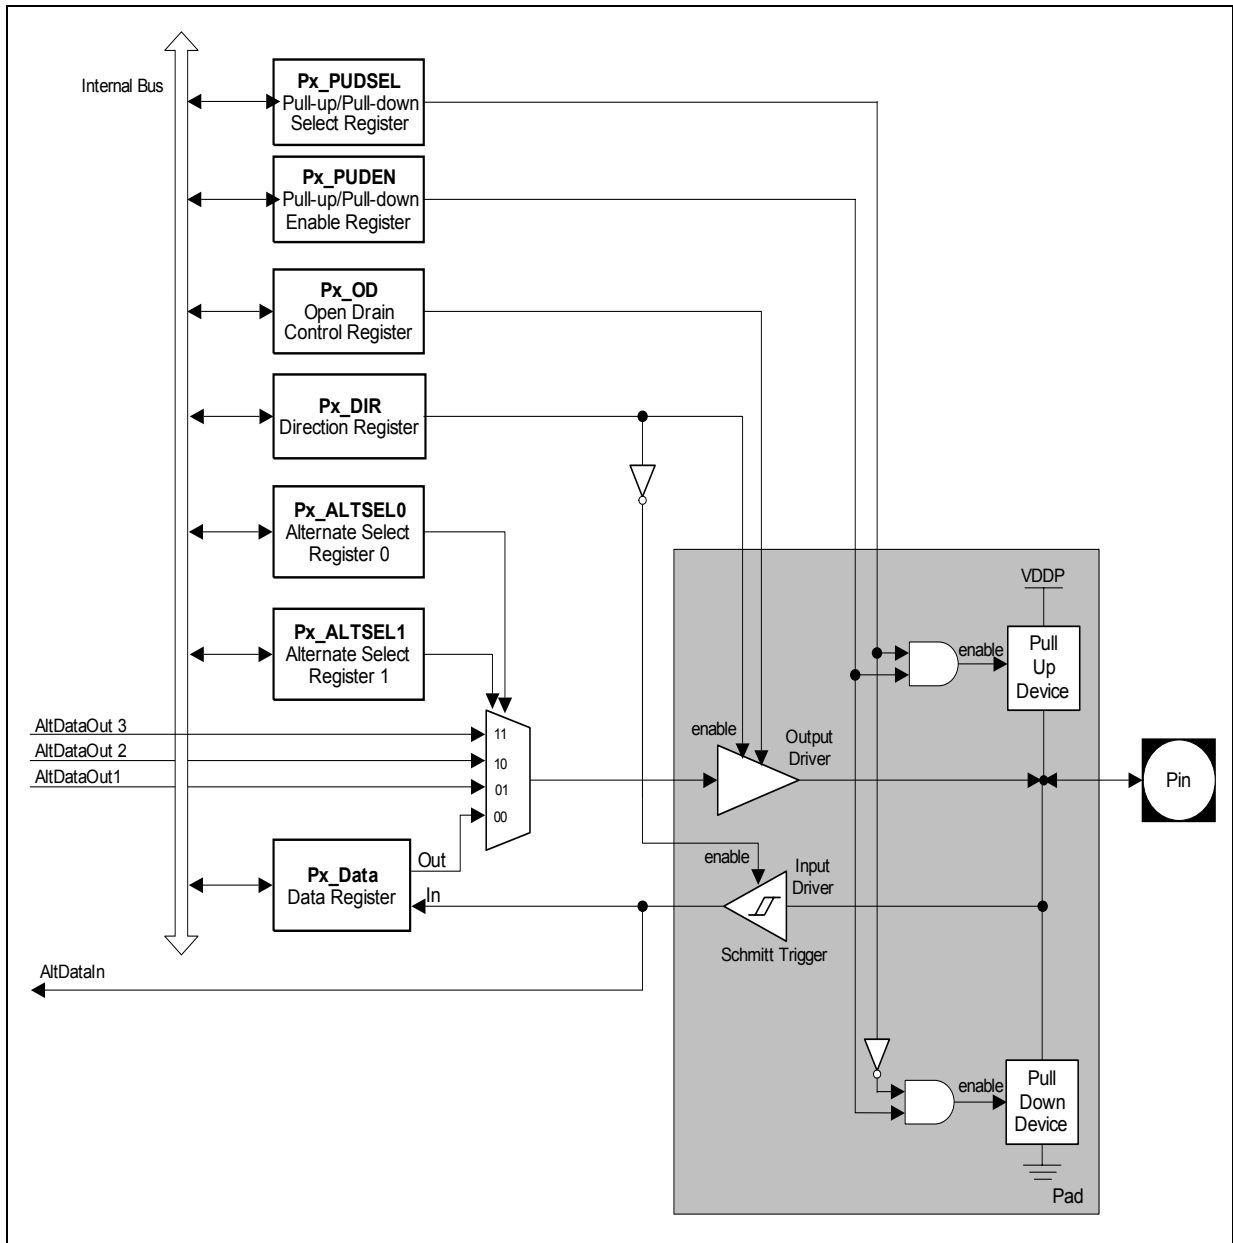 Internal Bus
Px_PUDSEL
Pull-up/Pull-down
Select Register
Px_PUDEN
Pull-up/Pull-down
Enable Register
Px_OD
Open Drain
Control Register
Px_DIR
Direction Register
Px_ALTSEL0
Alternate Select
Register 0
Px_ALTSEL1
Alternate Select
Register 1
AltDataOut 3
AltDataOut 2
AltDataOut1
11
10
01
00
Px_Data
Data Register
Out
In
AltDataIn
enable
Output
Driver
enable
Input
Driver
Schmitt Trigger
VDDP
enable
Pull
Up
Device
Pin
enable
Pull
Down
Device
Pad